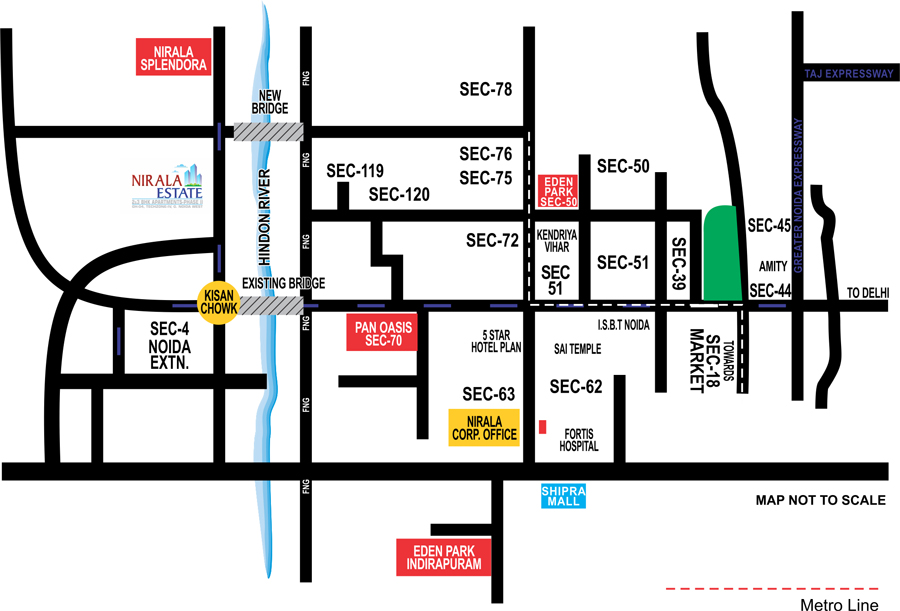 NIRALA
SPLENDORA
NEW
BRIDGE
FNG
SEC-78
TAJ EXPRESSWAY
FNG
SEC-76
SEC-75
SEC-50
SEC-119
SEC-120
EDEN
PARK
SEC-50
NIRALA
ESTATE
HINDON RIVER
FNG
SEC-72
KENDRIYA
VIHAR
SEC
51
SEC-51
SEC-39
SEC-45
AMITY
SEC-44
GREATER NOIDA EXPRESSWAY
TO DELHI
KISAN
CHOWK
EXISTING BRIDGE
FNG
SEC-4
NOIDA
EXTN.
PAN OASIS
SEC-70
5 STAR
HOTEL PLAN
I.S.B.T NOIDA
SAI TEMPLE
TOWARDS
SEC-18
MARKET
FNG
SEC-63
SEC-62
NIRALA
CORP. OFFICE
FORTIS
HOSPITAL
FNG
SHIPRA
MALL
MAP NOT TO SCALE
EDEN PARK
INDIRAPURAM
Metro Line